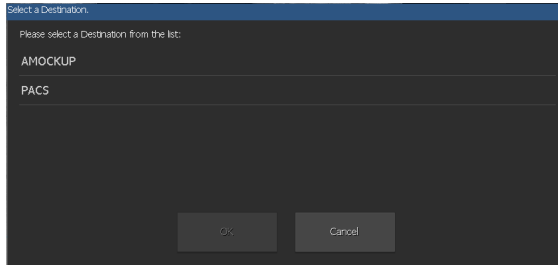 Select a Destination.
Please select a Destination from the list:
AMOCKUP
PACS
OK
Cancel